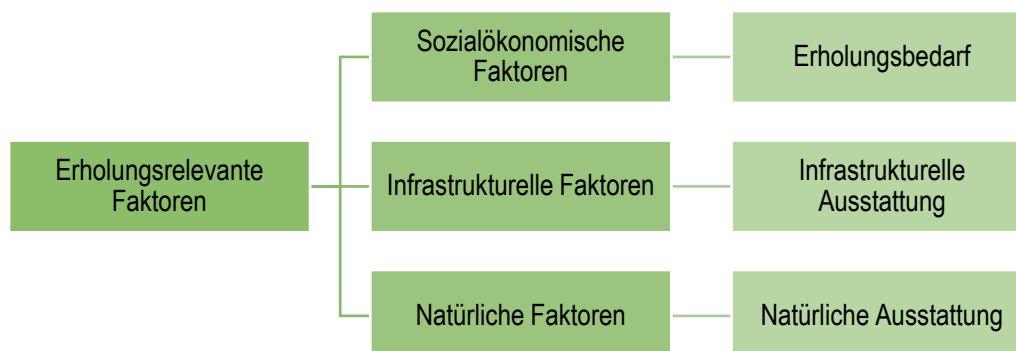 Erholungsrelevante
Faktoren
Sozialökonomische
Faktoren
Erholungsbedarf
Infrastrukturelle Faktoren
Infrastrukturelle
Ausstattung
Natürliche Faktoren
Natürliche Ausstattung